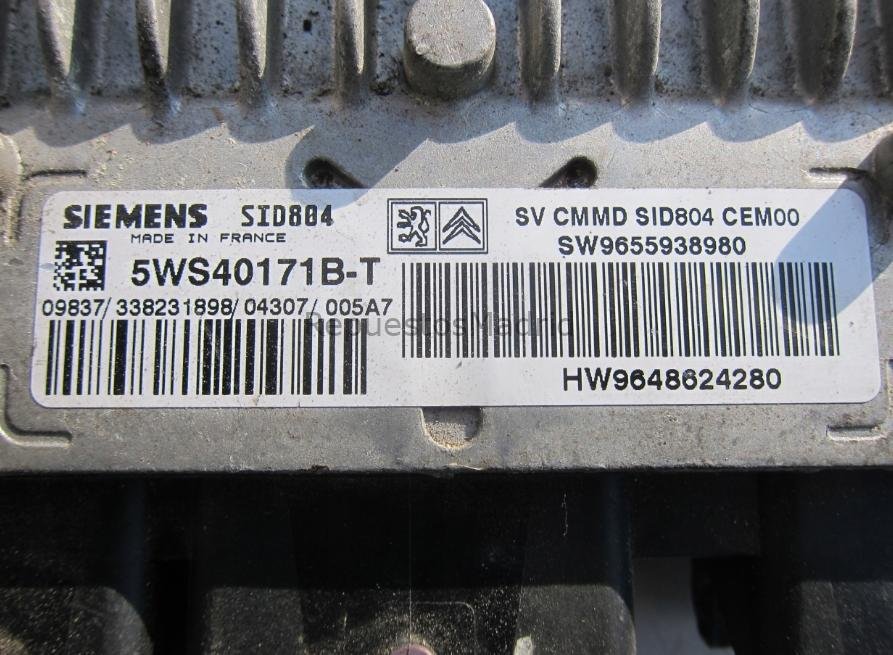 SIEMENS SID804
MADE IN FRANCE
5WS40171B-T
09837/338231898/04307/005A7
SV CMMD SID804 CEM00
SW9655938980
HW9648624280
RepuestosMadrid